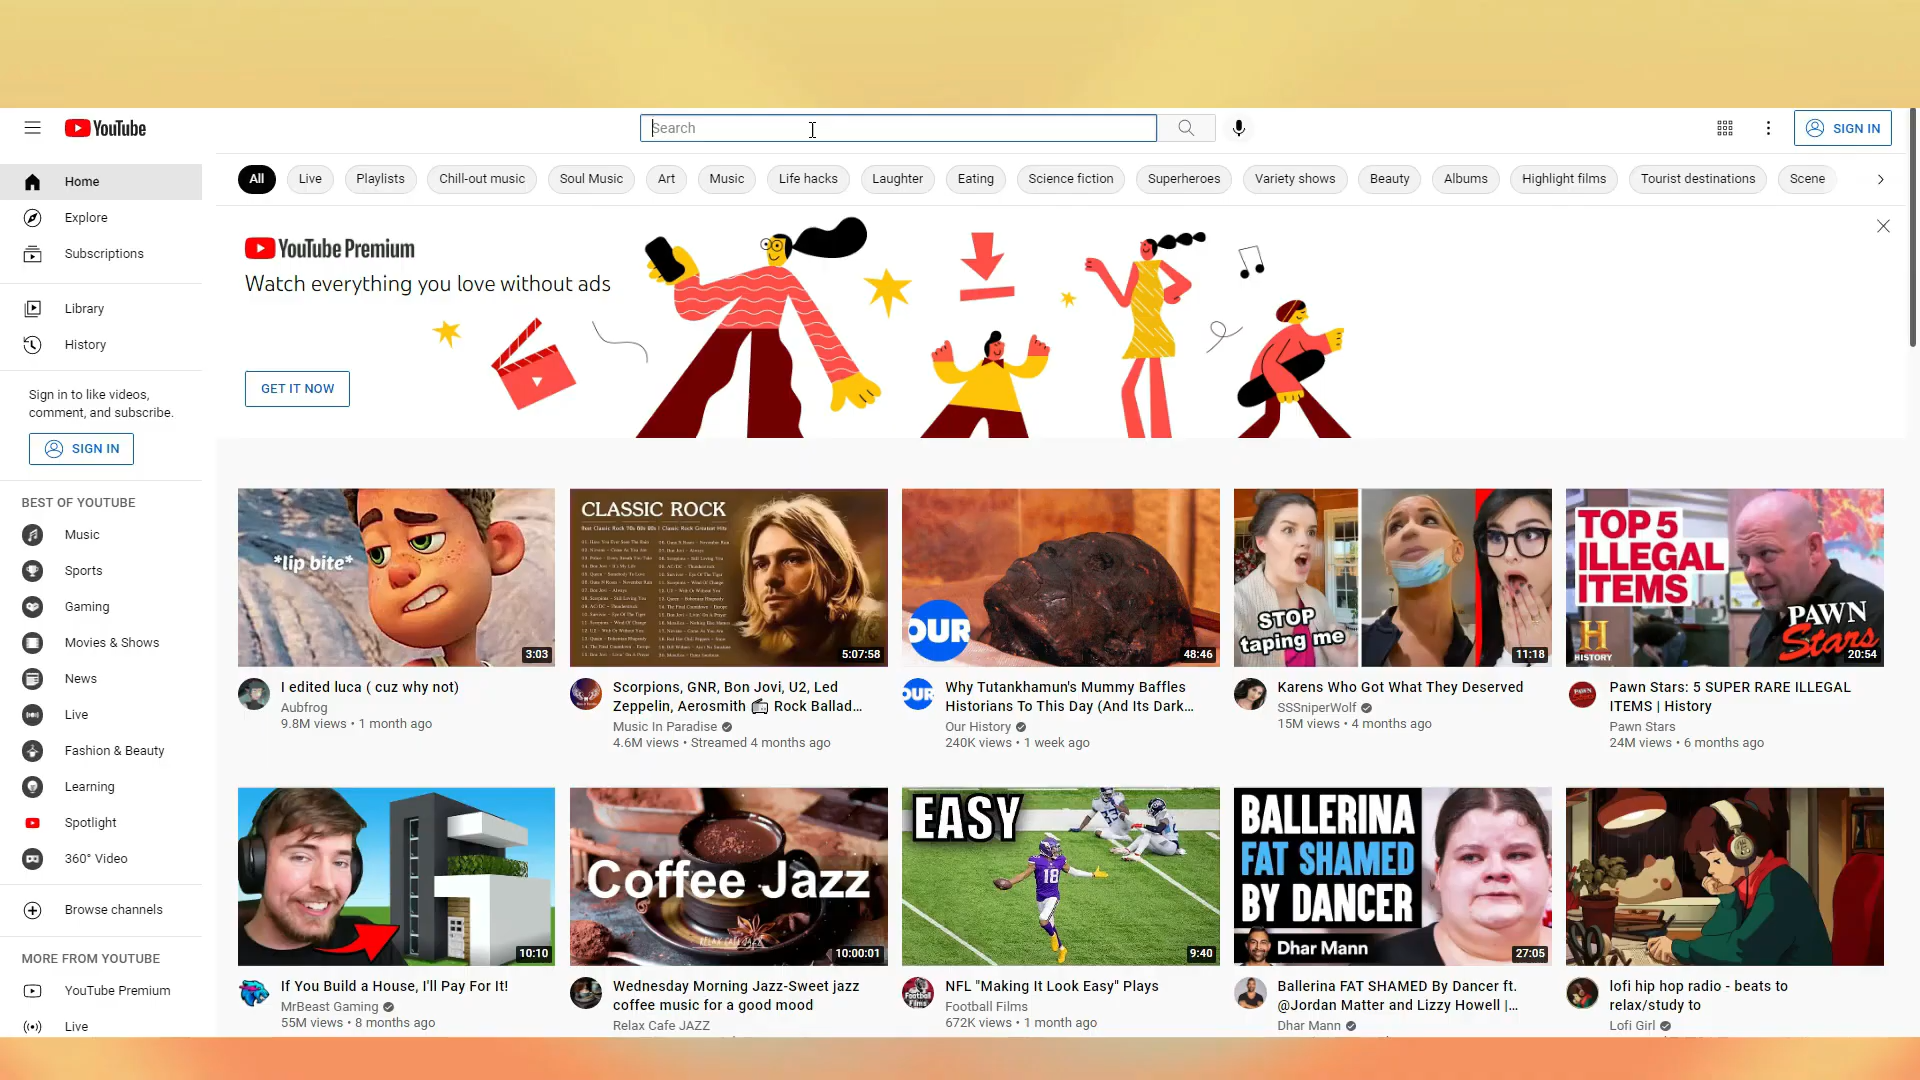 YouTube
Search
SIGN IN
Home
Explore
Subscriptions
Library
History
Sign in to like videos,
comment, and subscribe.
SIGN IN
BEST OF YOUTUBE
Music
Sports
Gaming
Movies & Shows
News
Live
Fashion & Beauty
Learning
Spotlight
360° Video
Browse channels
MORE FROM YOUTUBE
YouTube Premium
Live
All
Live
Playlists
Chill-out music
Soul Music
Art
Music
Life hacks
Laughter
Eating
Science fiction
Superheroes
Variety shows
Beauty
Albums
Highlight films
Tourist destinations
Scene
YouTube Premium
Watch everything you love without ads
GET IT NOW
*lip bite*
3:03
I edited luca ( cuz why not)
Aubfrog
9.8M views • 1 month ago
CLASSIC ROCK
5:07:58
Scorpions, GNR, Bon Jovi, U2, Led
Zeppelin, Aerosmith 📻 Rock Ballad...
Music In Paradise
4.6M views • Streamed 4 months ago
OUR
48:46
OUR
Why Tutankhamun's Mummy Baffles
Historians To This Day (And Its Dark...
Our History
240K views • 1 week ago
STOP
taping me
11:18
Karens Who Got What They Deserved
SSSniperWolf
15M views • 4 months ago
TOP 5
ILLEGAL
ITEMS
H
HISTORY
PAWN
Stars
20:54
Pawn Stars: 5 SUPER RARE ILLEGAL
ITEMS | History
Pawn Stars
24M views • 6 months ago
10:10
If You Build a House, I'll Pay For It!
MrBeast Gaming
55M views • 8 months ago
Coffee Jazz
RELAX CAFE JAZZ
10:00:01
Wednesday Morning Jazz-Sweet jazz
coffee music for a good mood
Relax Cafe JAZZ
EASY
33
18
9:40
Football
Films
NFL "Making It Look Easy" Plays
Football Films
672K views • 1 month ago
BALLERINA
FAT SHAMED
BY DANCER
Dhar Mann
27:05
Ballerina FAT SHAMED By Dancer ft.
@Jordan Matter and Lizzy Howell |...
Dhar Mann
lofi hip hop radio - beats to
relax/study to
Lofi Girl